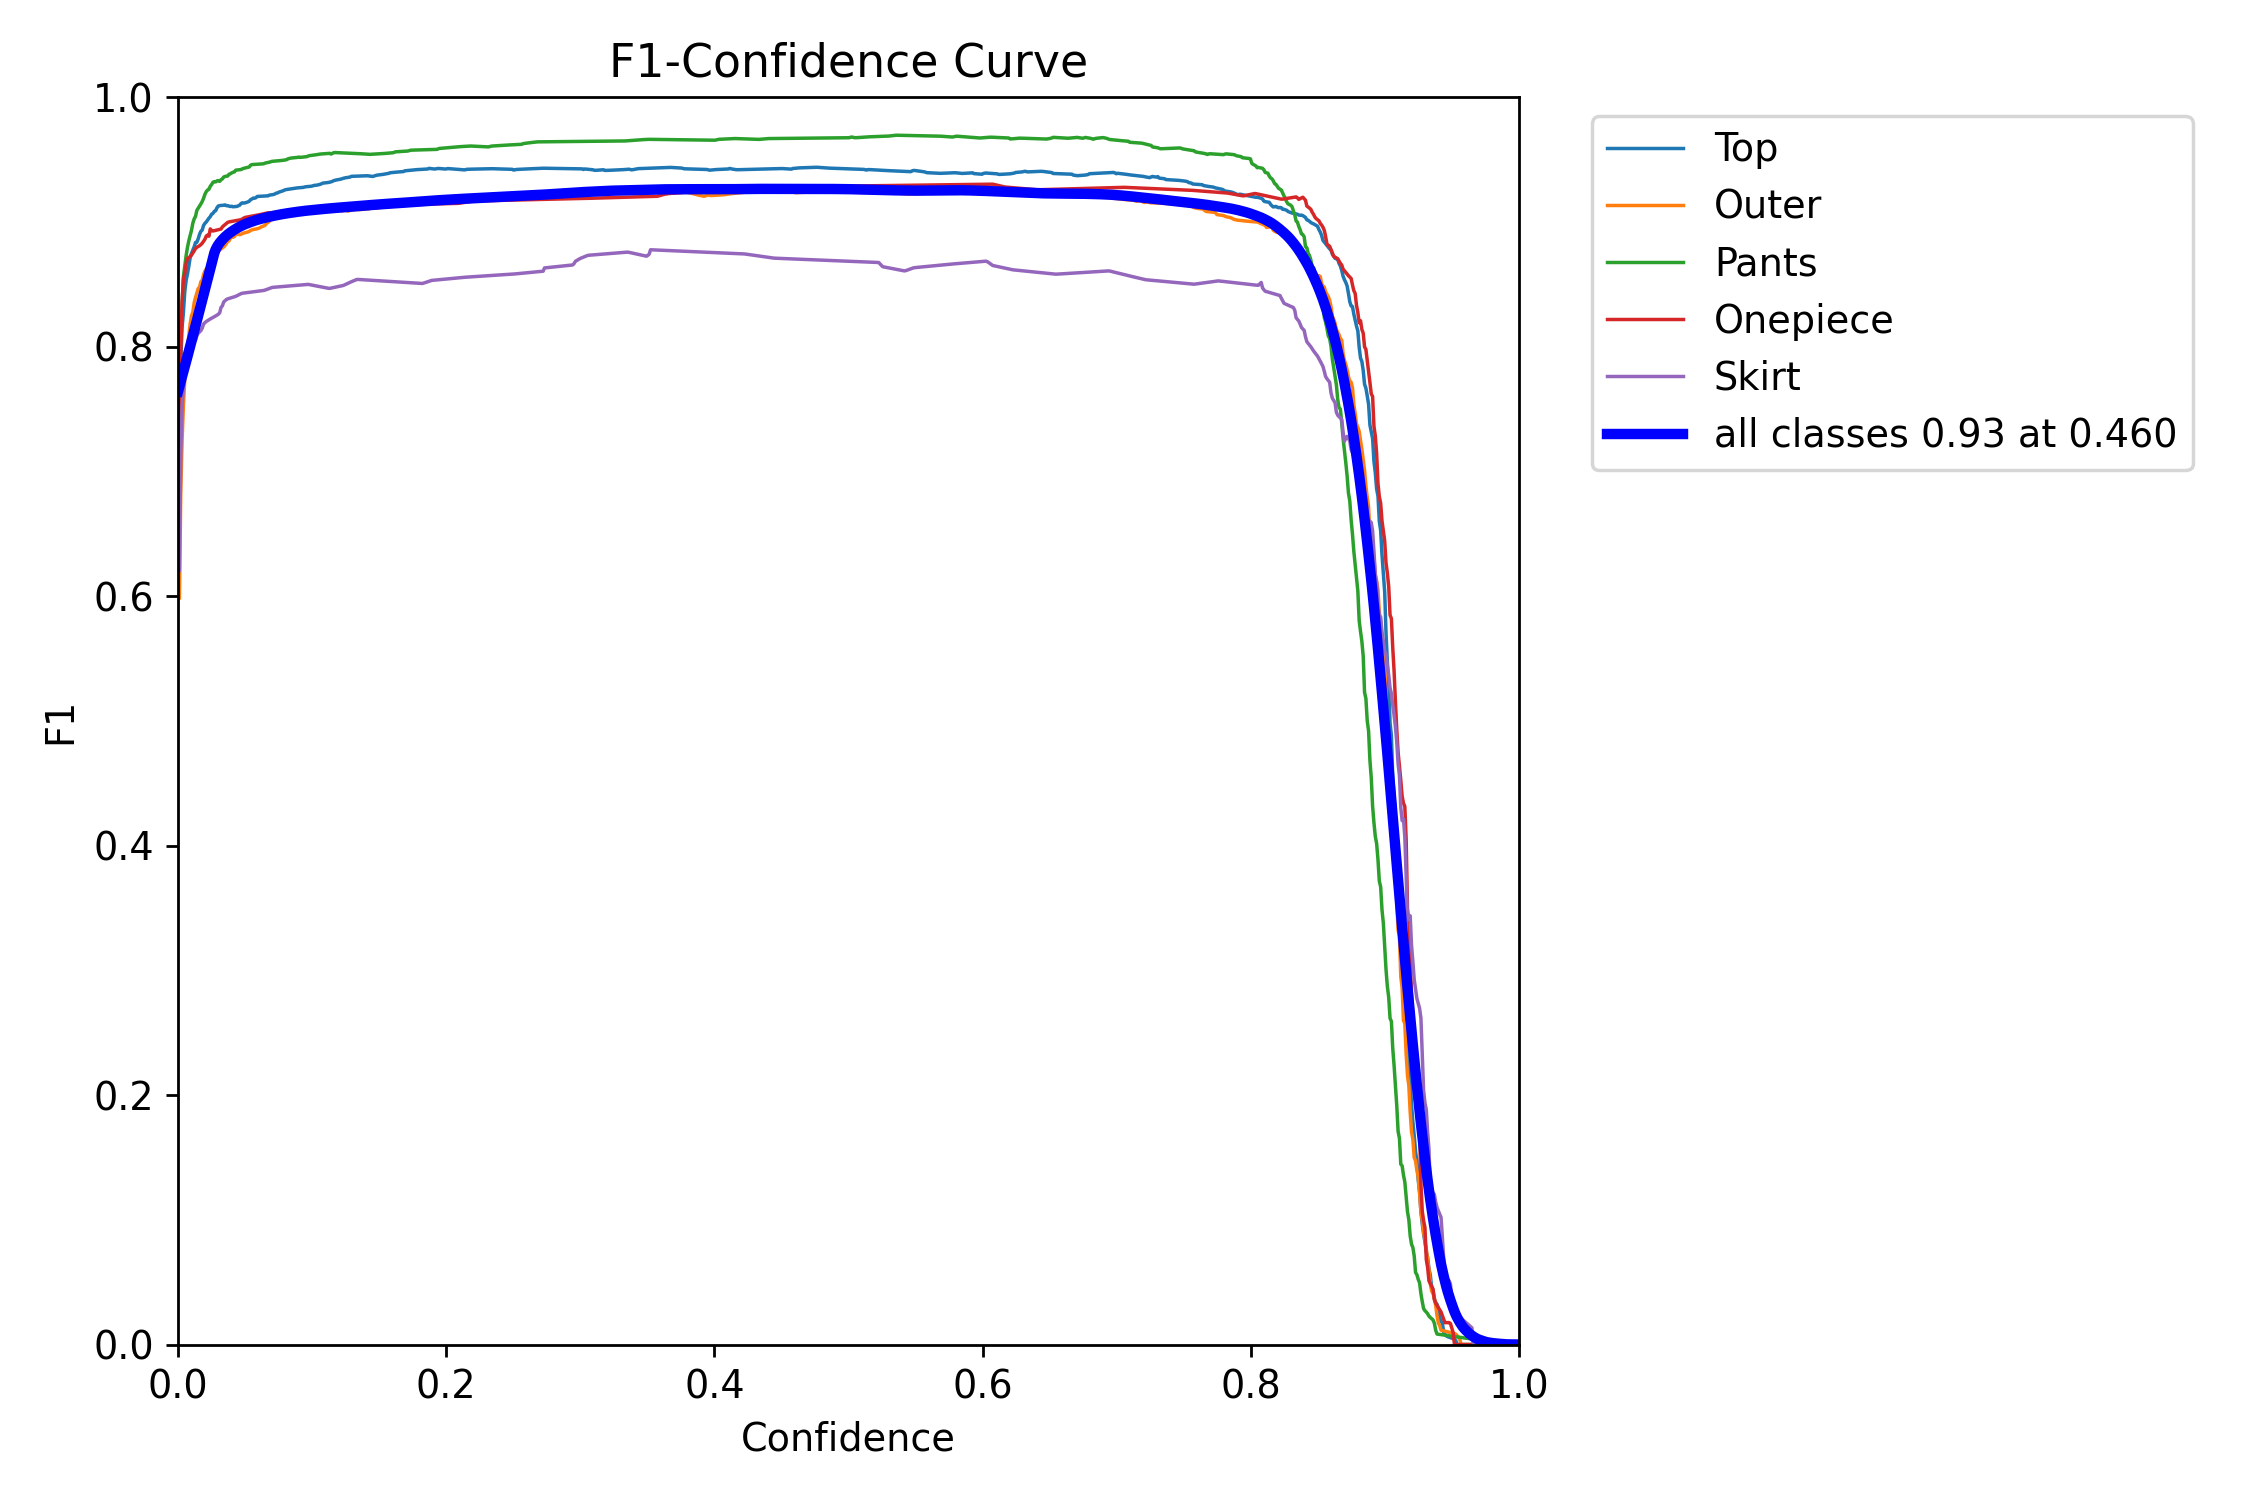 F1-Confidence Curve
1.0
0.8
0.6
0.4
0.2
0.0
F1
0.0 0.2 0.4 0.6 0.8 1.0
Confidence
Top
Outer
Pants
Onepiece
Skirt
all classes 0.93 at 0.460